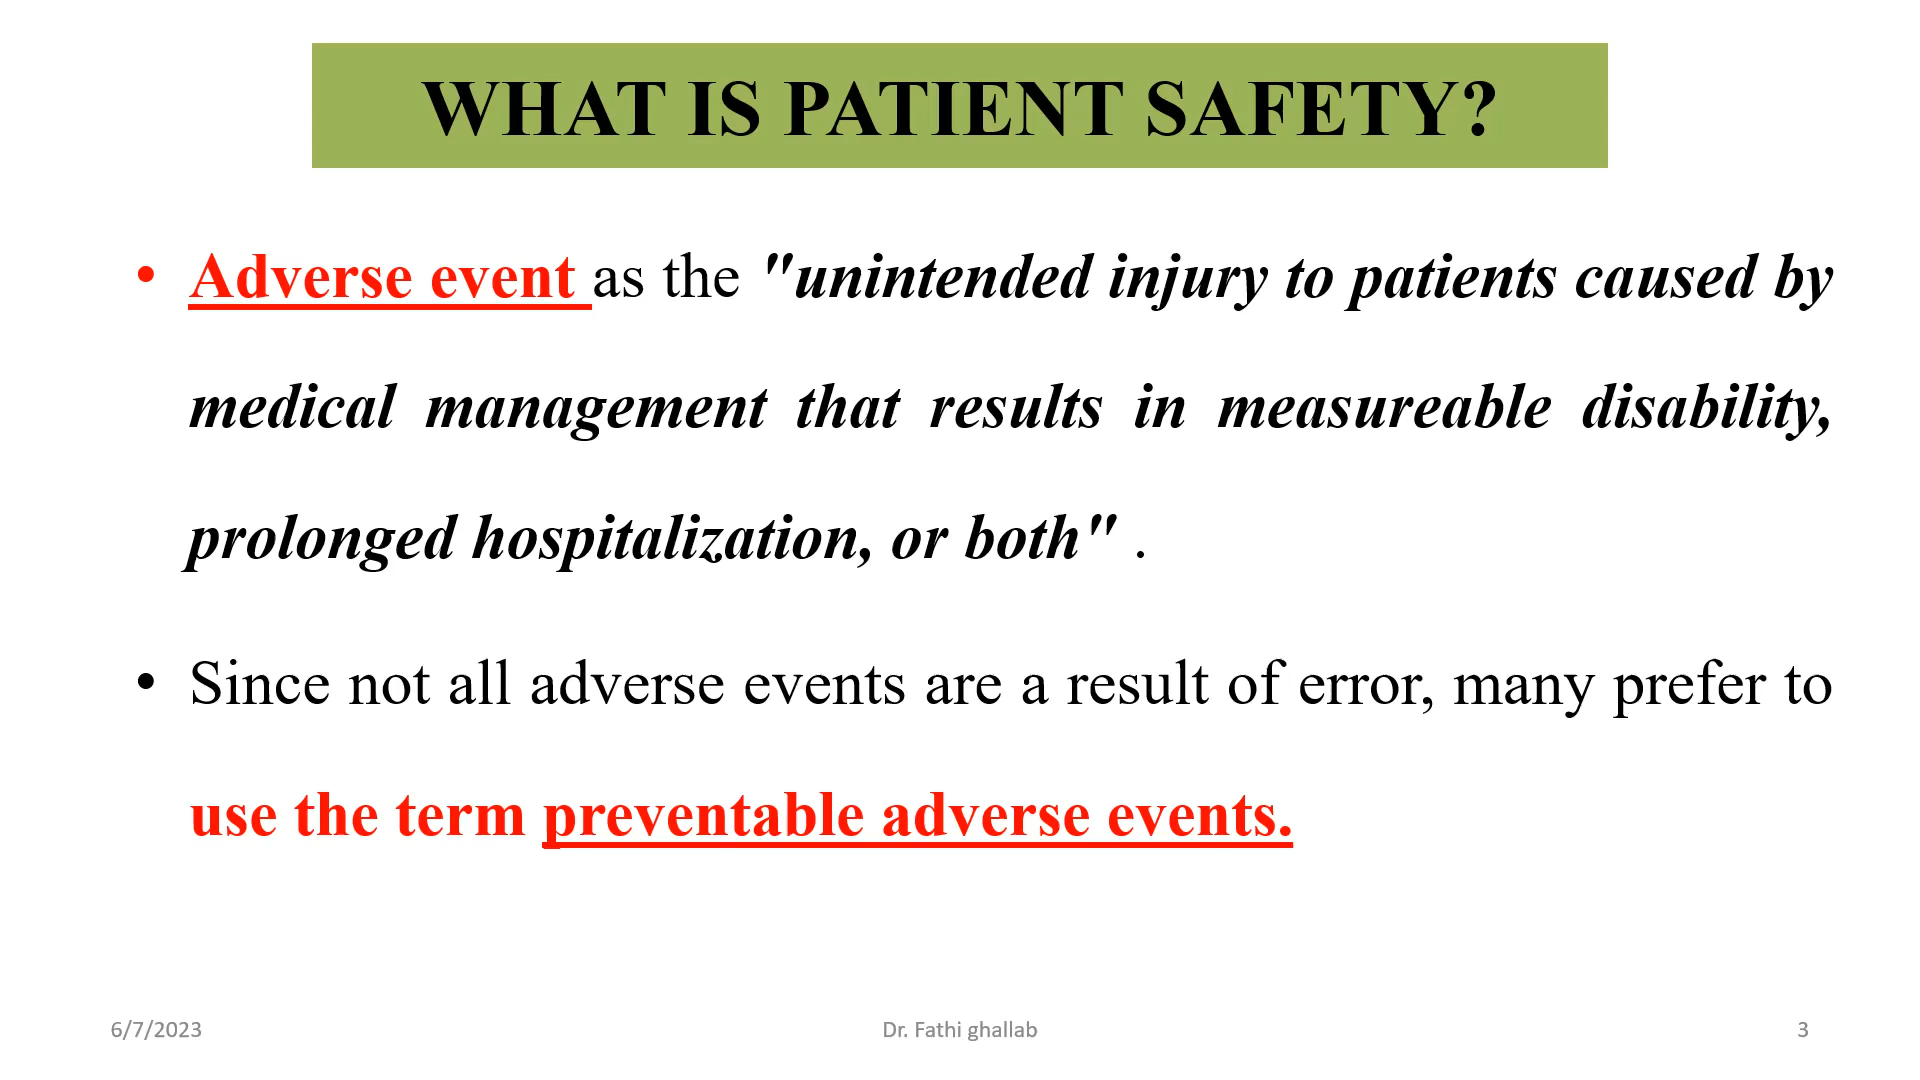 WHAT IS PATIENT SAFETY?
• Adverse event as the "unintended injury to patients caused by
medical management that results in measureable disability,
prolonged hospitalization, or both" .
• Since not all adverse events are a result of error, many prefer to
use the term preventable adverse events.
6/7/2023
Dr. Fathi ghallab
3